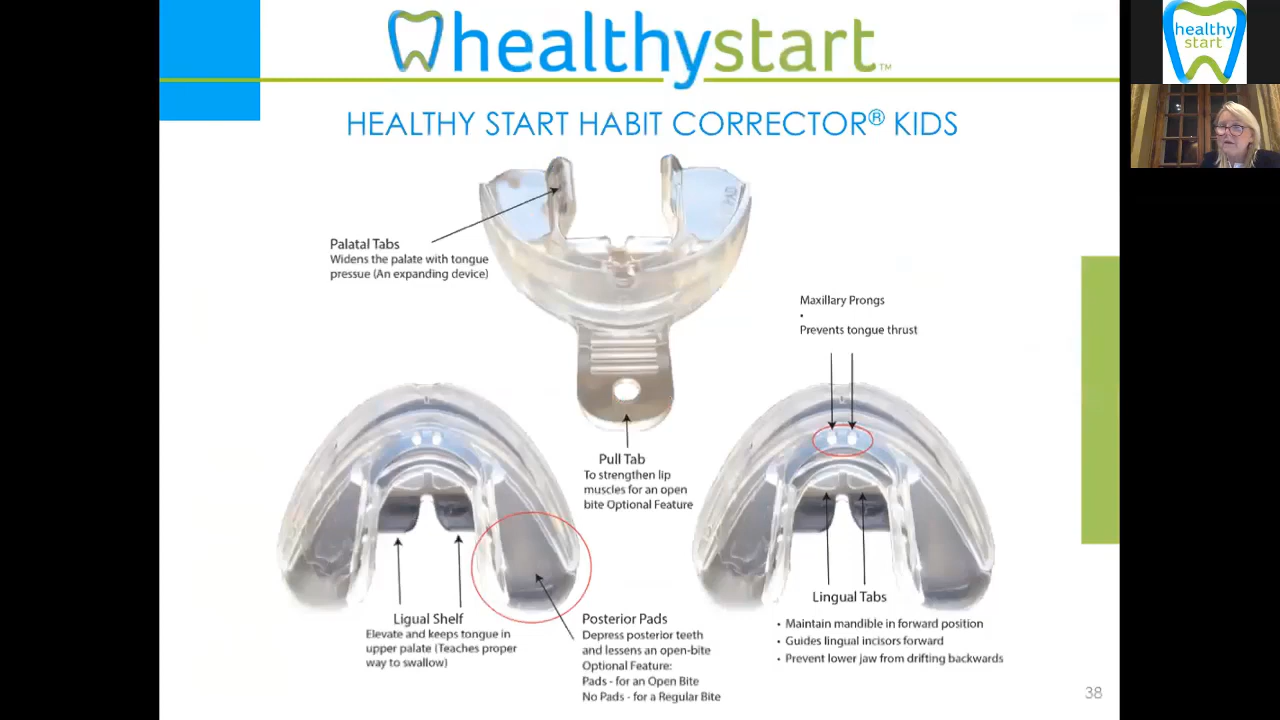 healthystart™
healthy
start
HEALTHY START HABIT CORRECTOR® KIDS
Palatal Tabs
Widens the palate with tongue
pressue (An expanding device)
Maxillary Prongs
•
Prevents tongue thrust
Pull Tab
To strengthen lip
muscles for an open
bite Optional Feature
Ligual Shelf
Elevate and keeps tongue in
upper palate (Teaches proper
way to swallow)
Posterior Pads
Depress posterior teeth
and lessens an open-bite
Optional Feature:
Pads - for an Open Bite
No Pads - for a Regular Bite
Lingual Tabs
• Maintain mandible in forward position
• Guides lingual incisors forward
• Prevent lower jaw from drifting backwards
38